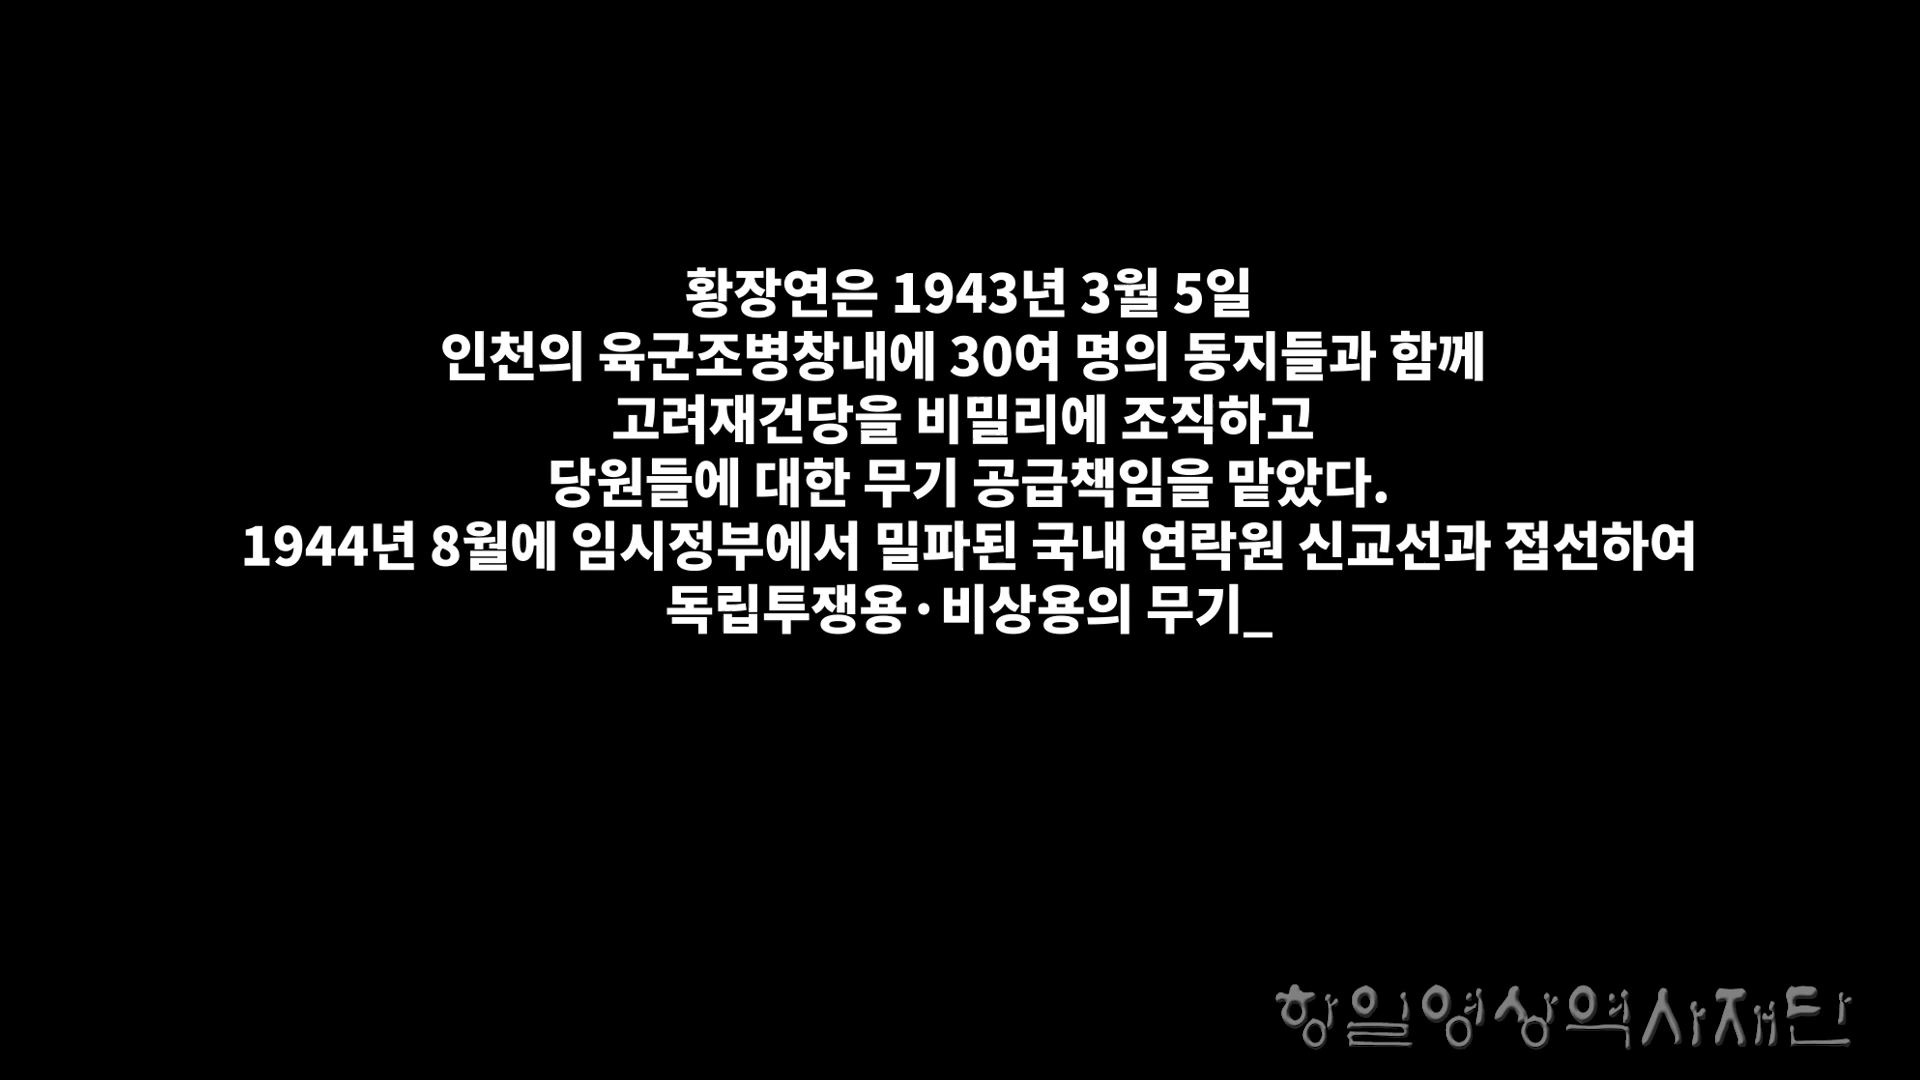 황장연은 1943년 3월 5일
인천의 육군조병창내에 30여 명의 동지들과 함께
고려재건당을 비밀리에 조직하고
당원들에 대한 무기 공급책임을 맡았다.
1944년 8월에 임시정부에서 밀파된 국내 연락원 신교선과 접선하여
독립투쟁용·비상용의 무기_
항일영상역사재단